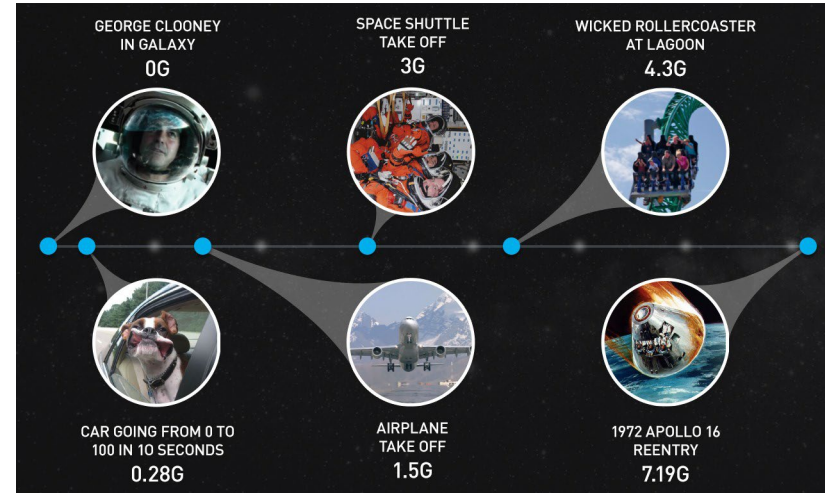 GEORGE CLOONEY
IN GALAXY
0G
SPACE SHUTTLE
TAKE OFF
3G
WICKED ROLLERCOASTER
AT LAGOON
4.3G
CAR GOING FROM 0 TO
100 IN 10 SECONDS
0.28G
AIRPLANE
TAKE OFF
1.5G
1972 APOLLO 16
REENTRY
7.19G